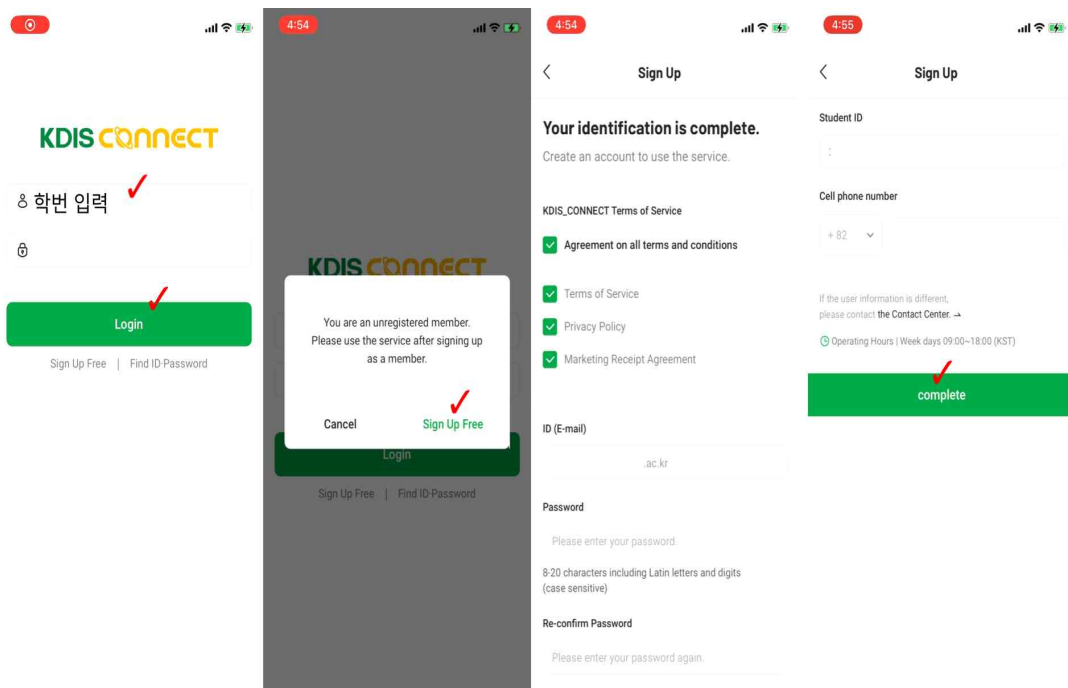 KDIS CONNECT
학번 입력
Login
Sign Up Free | Find ID·Password
4:54
KDIS CONNECT
You are an unregistered member.
Please use the service after signing up
as a member.
Cancel Sign Up Free
Login
Sign Up Free | Find ID·Password
4:54
Sign Up
Your identification is complete.
Create an account to use the service.
KDIS_CONNECT Terms of Service
Agreement on all terms and conditions
Terms of Service
Privacy Policy
Marketing Receipt Agreement
ID (E-mail)
.ac.kr
Password
Please enter your password.
8-20 characters including Latin letters and digits
(case sensitive)
Re-confirm Password
Please enter your password again.
4:55
Sign Up
Student ID
:
Cell phone number
+ 82
If the user information is different,
please contact the Contact Center. →
Operating Hours | Week days 09:00~18:00 (KST)
complete